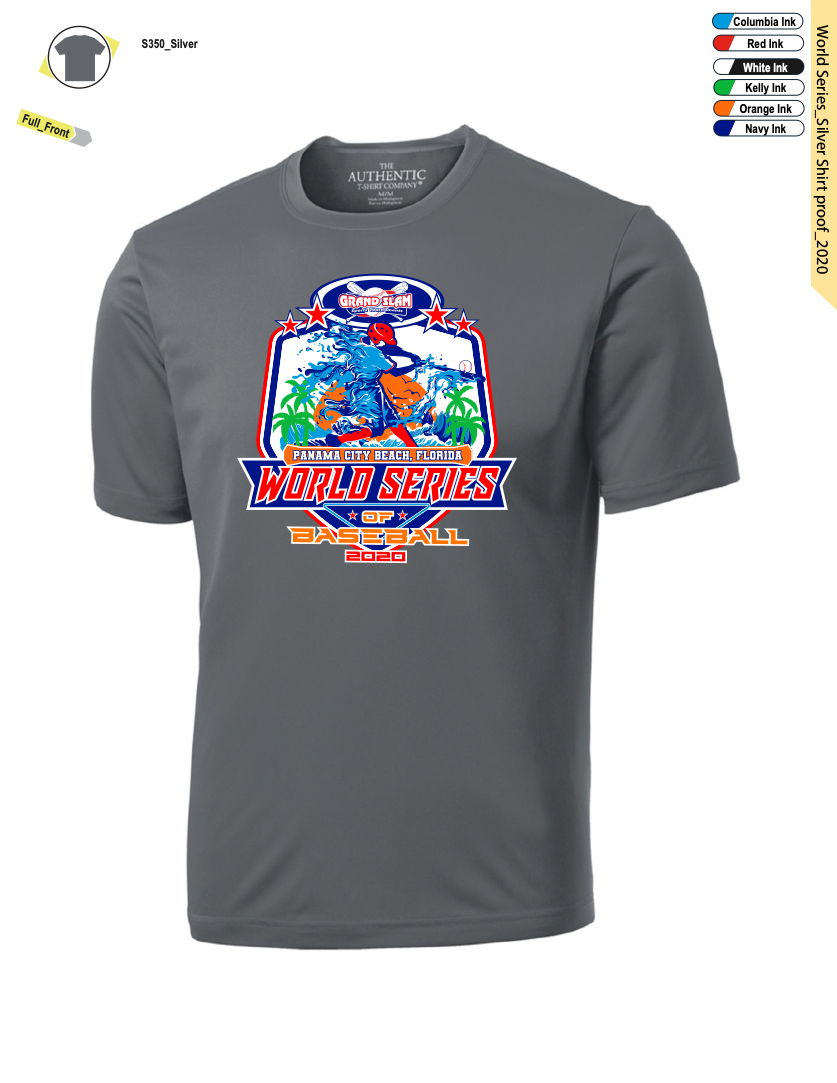 S350_Silver
Full_Front
Columbia Ink
Red Ink
White Ink
Kelly Ink
Orange Ink
Navy Ink
World Series_Silver Shirt proof_2020
THE
AUTHENTIC
T-SHIRT COMPANY®
M/M
GRAND SLAM
PANAMA CITY BEACH, FLORIDA
WORLD SERIES
OF
BASEBALL
2020